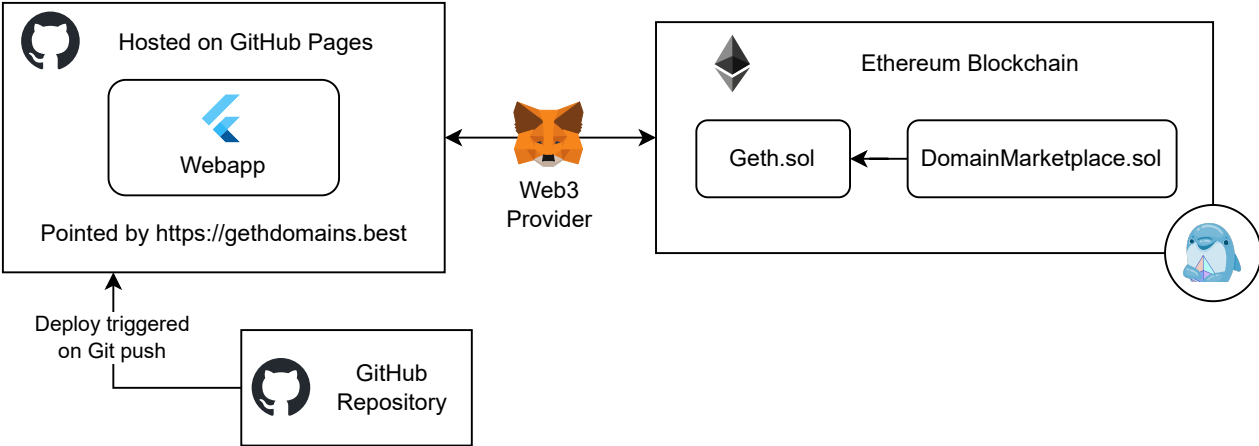 Hosted on GitHub Pages
Webapp
Pointed by https://gethdomains.best
Web3
Provider
Ethereum Blockchain
Geth.sol
DomainMarketplace.sol
Deploy triggered
on Git push
GitHub
Repository